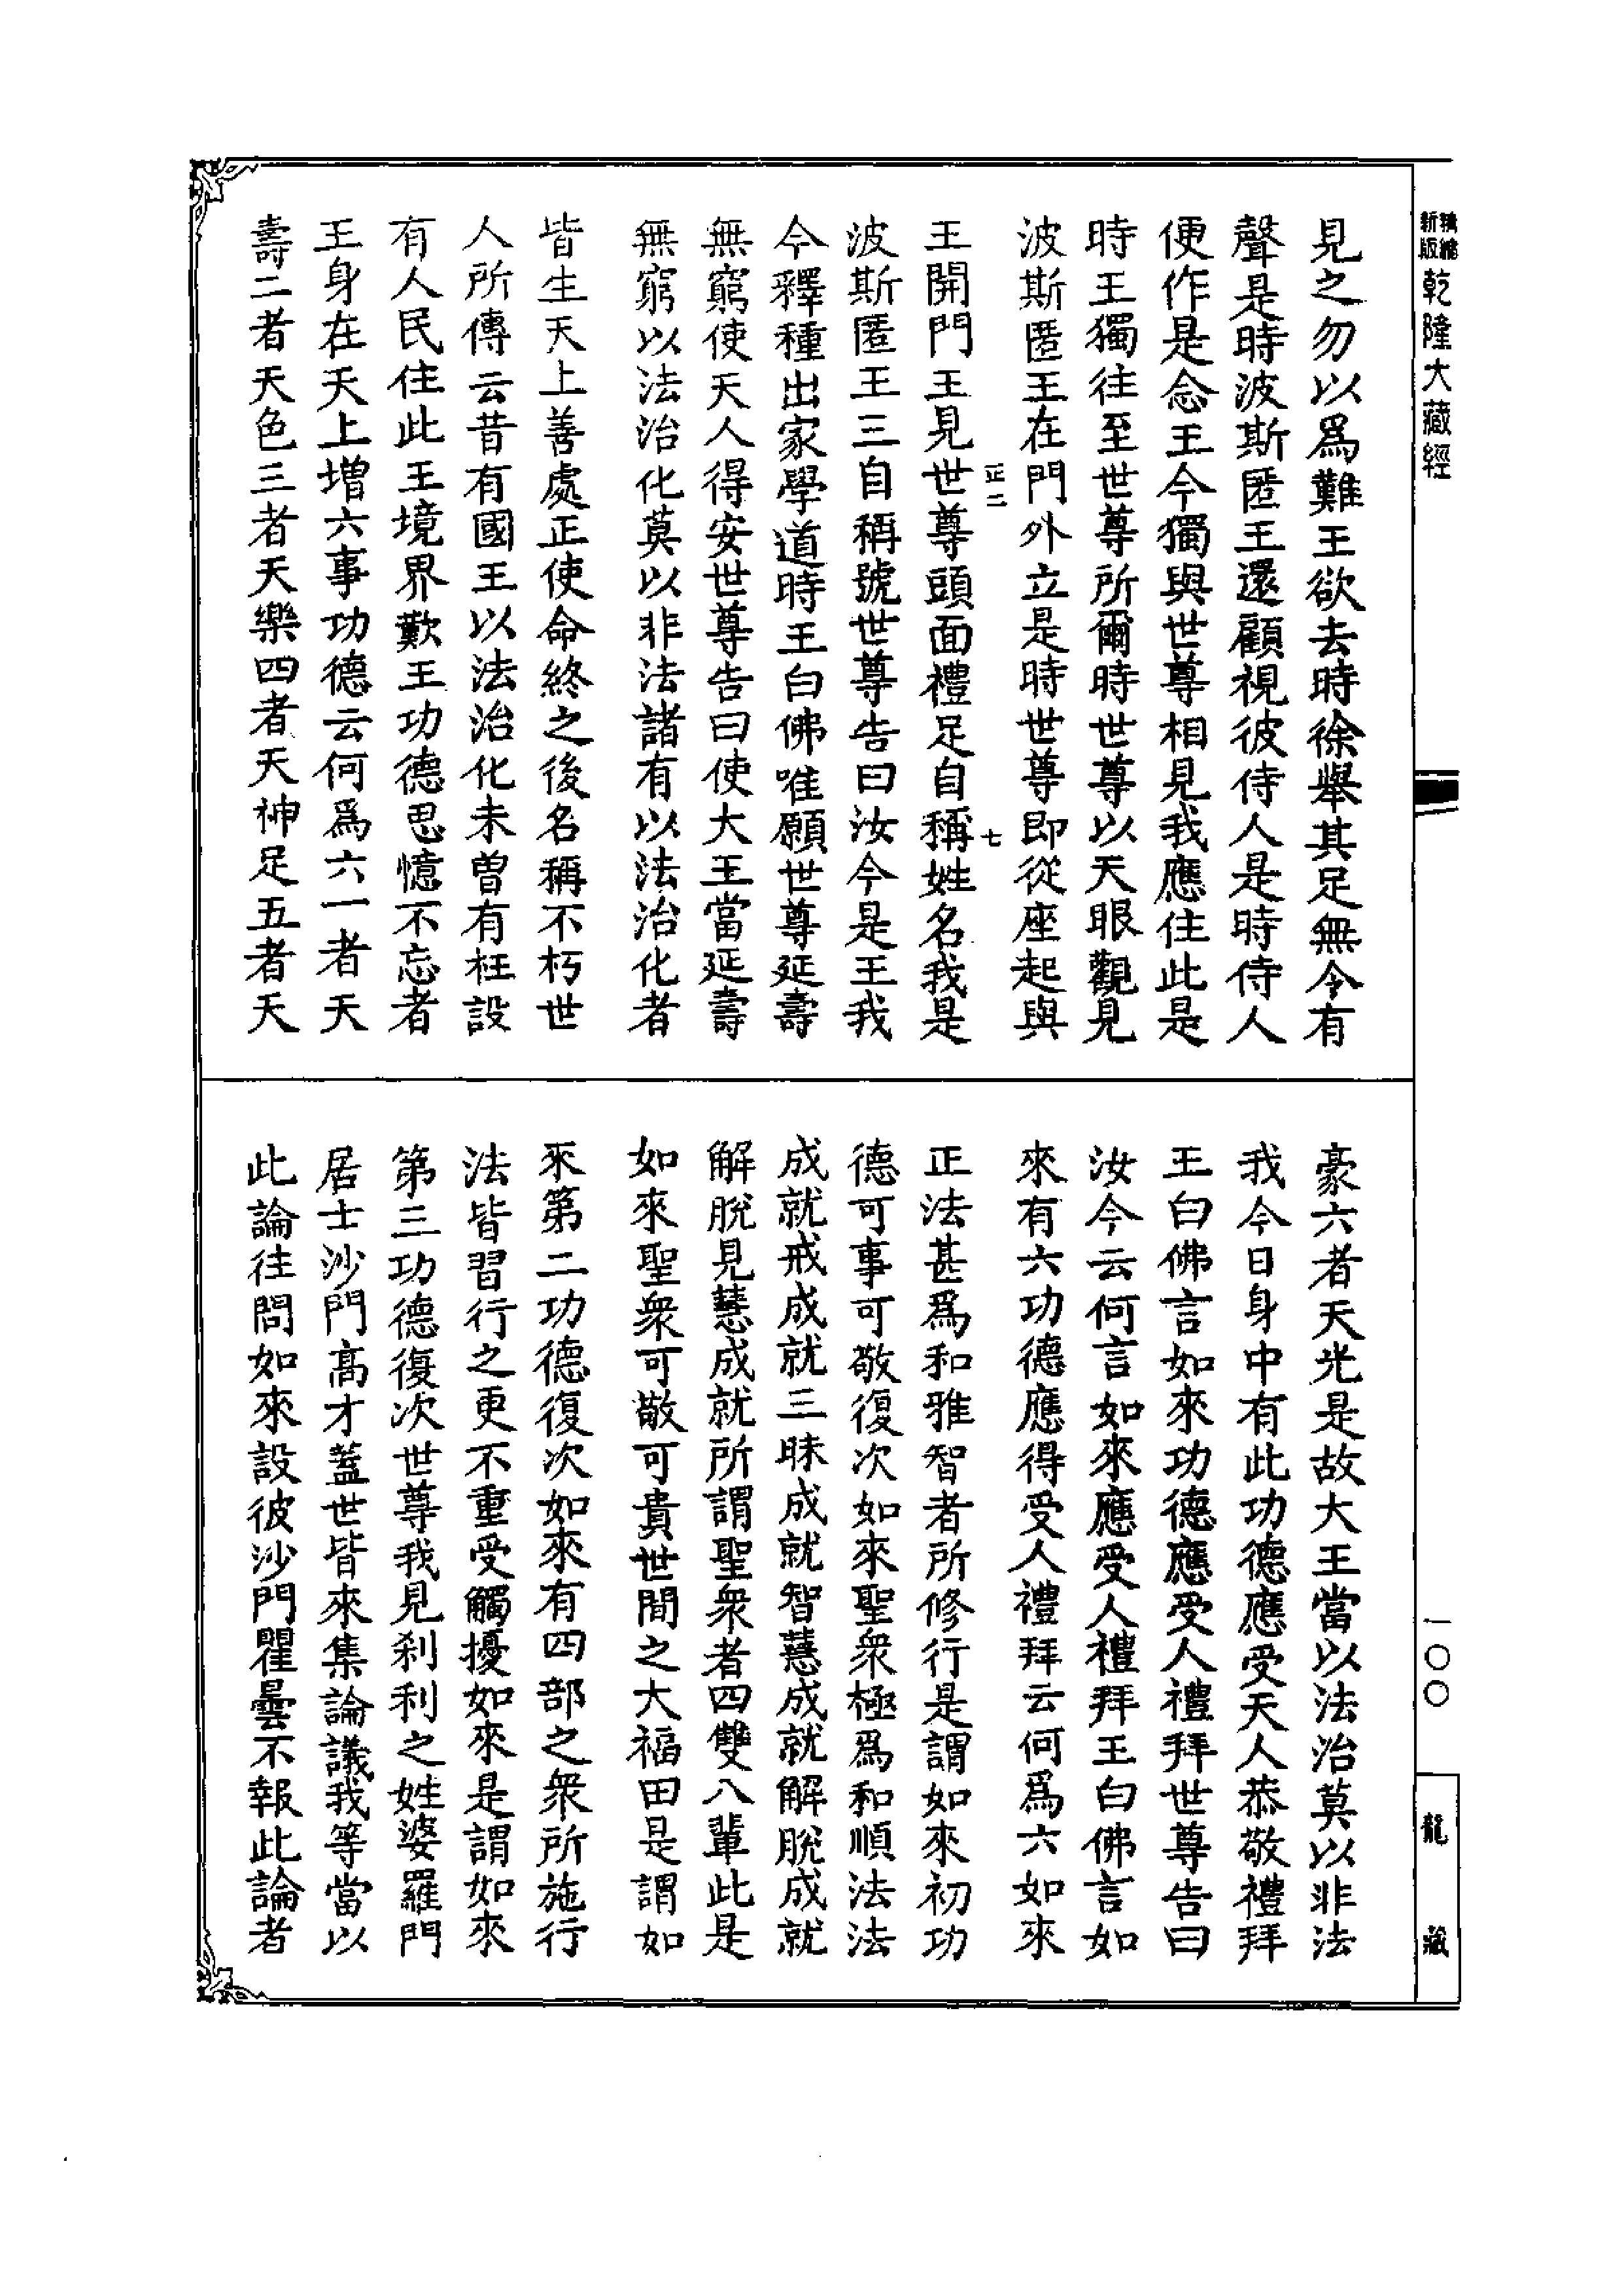 新版
精縮
乾隆大藏經
見之勿以爲難王欲去時徐舉其足無令有
聲是時波斯匿王還顧視彼侍人是時侍人
便作是念王今獨與世尊相見我應住此是
時王獨往至世尊所爾時世尊以天眼觀見
波斯匿王在門外立是時世尊即從座起與
正二
七
王開門王見世尊頭面禮足自稱姓名我是
波斯匿王三自稱號世尊告曰汝今是王我
今釋種出家學道時王白佛唯願世尊延壽
無窮使天人得安世尊告曰使大王當延壽
無窮以法治化莫以非法諸有以法治化者
皆生天上善處正使命終之後名稱不朽世
人所傳云昔有國王以法治化未曾有枉設
有人民住此王境界歎王功德思憶不忘者
王身在天上增六事功德云何爲六一者天
壽二者天色三者天樂四者天神足五者天
豪六者天光是故大王當以法治莫以非法
我今日身中有此功德應受天人恭敬禮拜
王白佛言如來功德應受人禮拜世尊告曰
汝今云何言如來應受人禮拜王白佛言如
來有六功德應得受人禮拜云何爲六如來
正法甚爲和雅智者所修行是謂如來初功
德可事可敬復次如來聖衆極爲和順法法
成就戒成就三昧成就智慧成就解脫成就
解脫見慧成就所謂聖衆者四雙八輩此是
如來聖衆可敬可貴世間之大福田是謂如
來第二功德復次如來有四部之衆所施行
法皆習行之更不重受觸擾如來是謂如來
第三功德復次世尊我見刹利之姓婆羅門
居士沙門高才蓋世皆來集論議我等當以
此論往問如來設彼沙門瞿曇不報此論者
一〇〇
龍藏